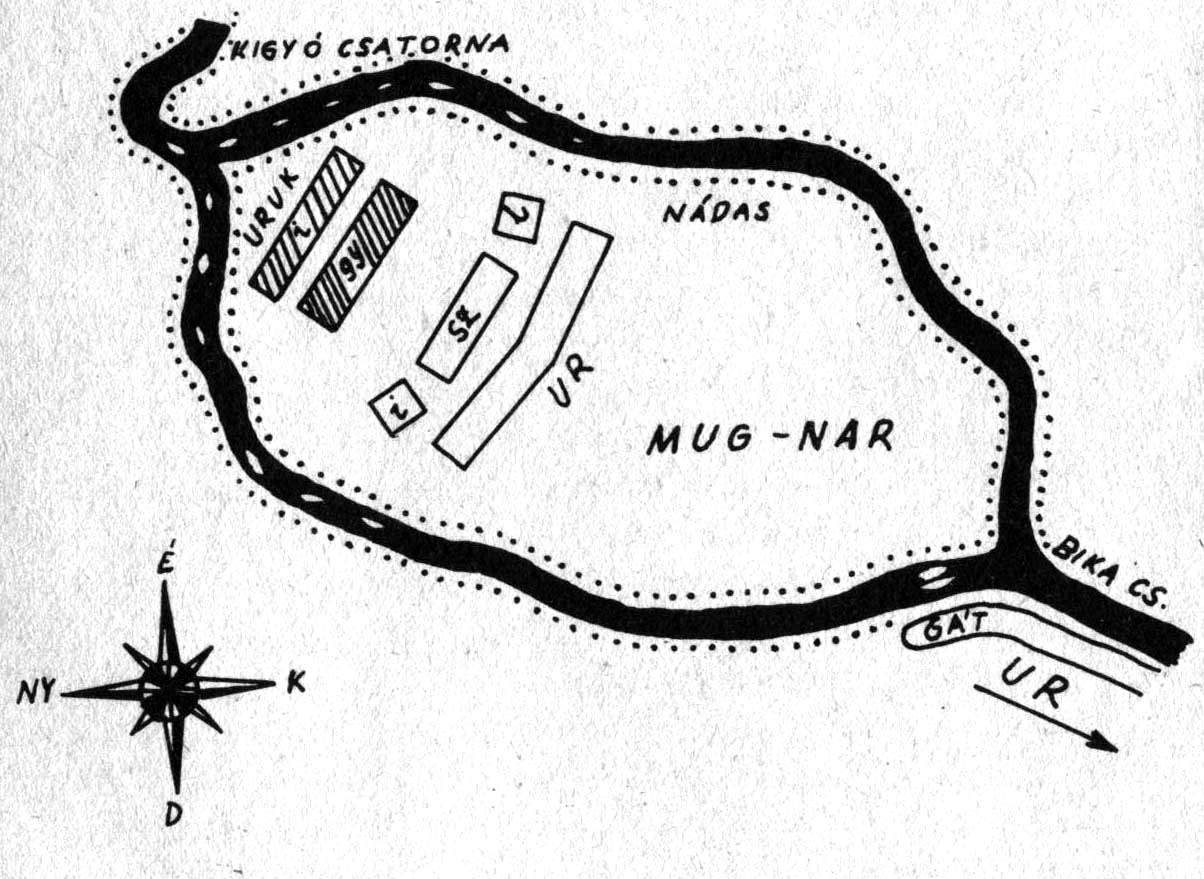 KIGYÓ CSATORNA
URUK
i
gy
NÁDAS
SZ
i
UR
MUG-NAR
BIKA CS.
GÁT
UR
É
NY
K
D